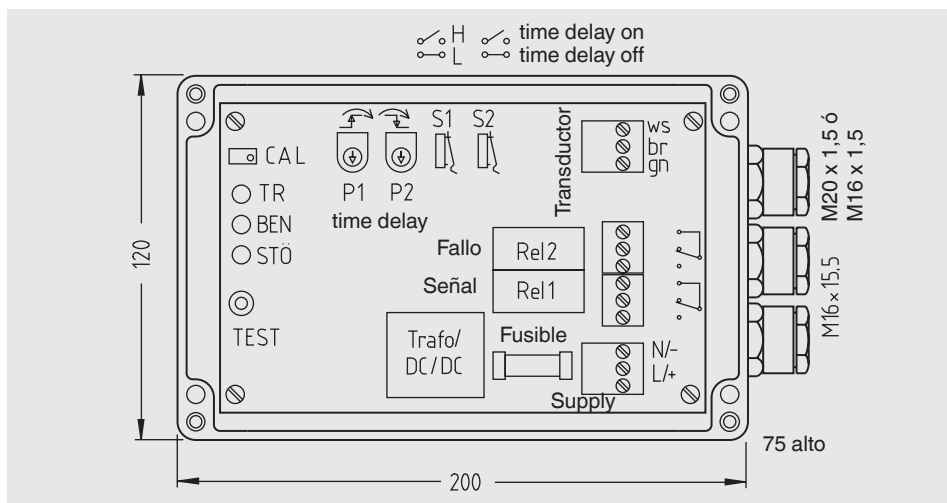 H time delay on
L time delay off
S1 S2
CAL
TR
BEN
STÖ
TEST
P1 P2
time delay
Transductor
ws
br
gn
Fallo
Rel2
Señal
Rel1
Trafo/
DC/DC
Fusible
N/-
L/+
Supply
M20 x 1,5 ó
M16 x 1,5
M16x15.5
120
200
75 alto